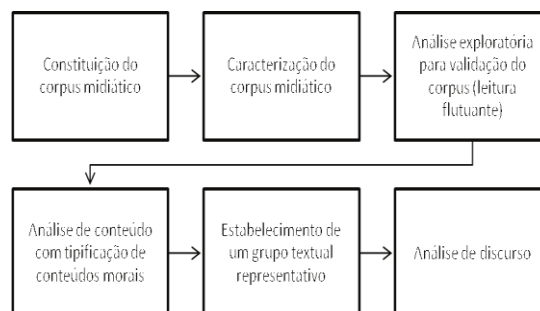 Constituição do
corpus midiático
Caracterização do
corpus midiático
Análise exploratória
para validação do
corpus (leitura
flutuante)
Análise de conteúdo
com tipificação de
conteúdos morais
Estabelecimento de
um grupo textual
representativo
Análise de discurso